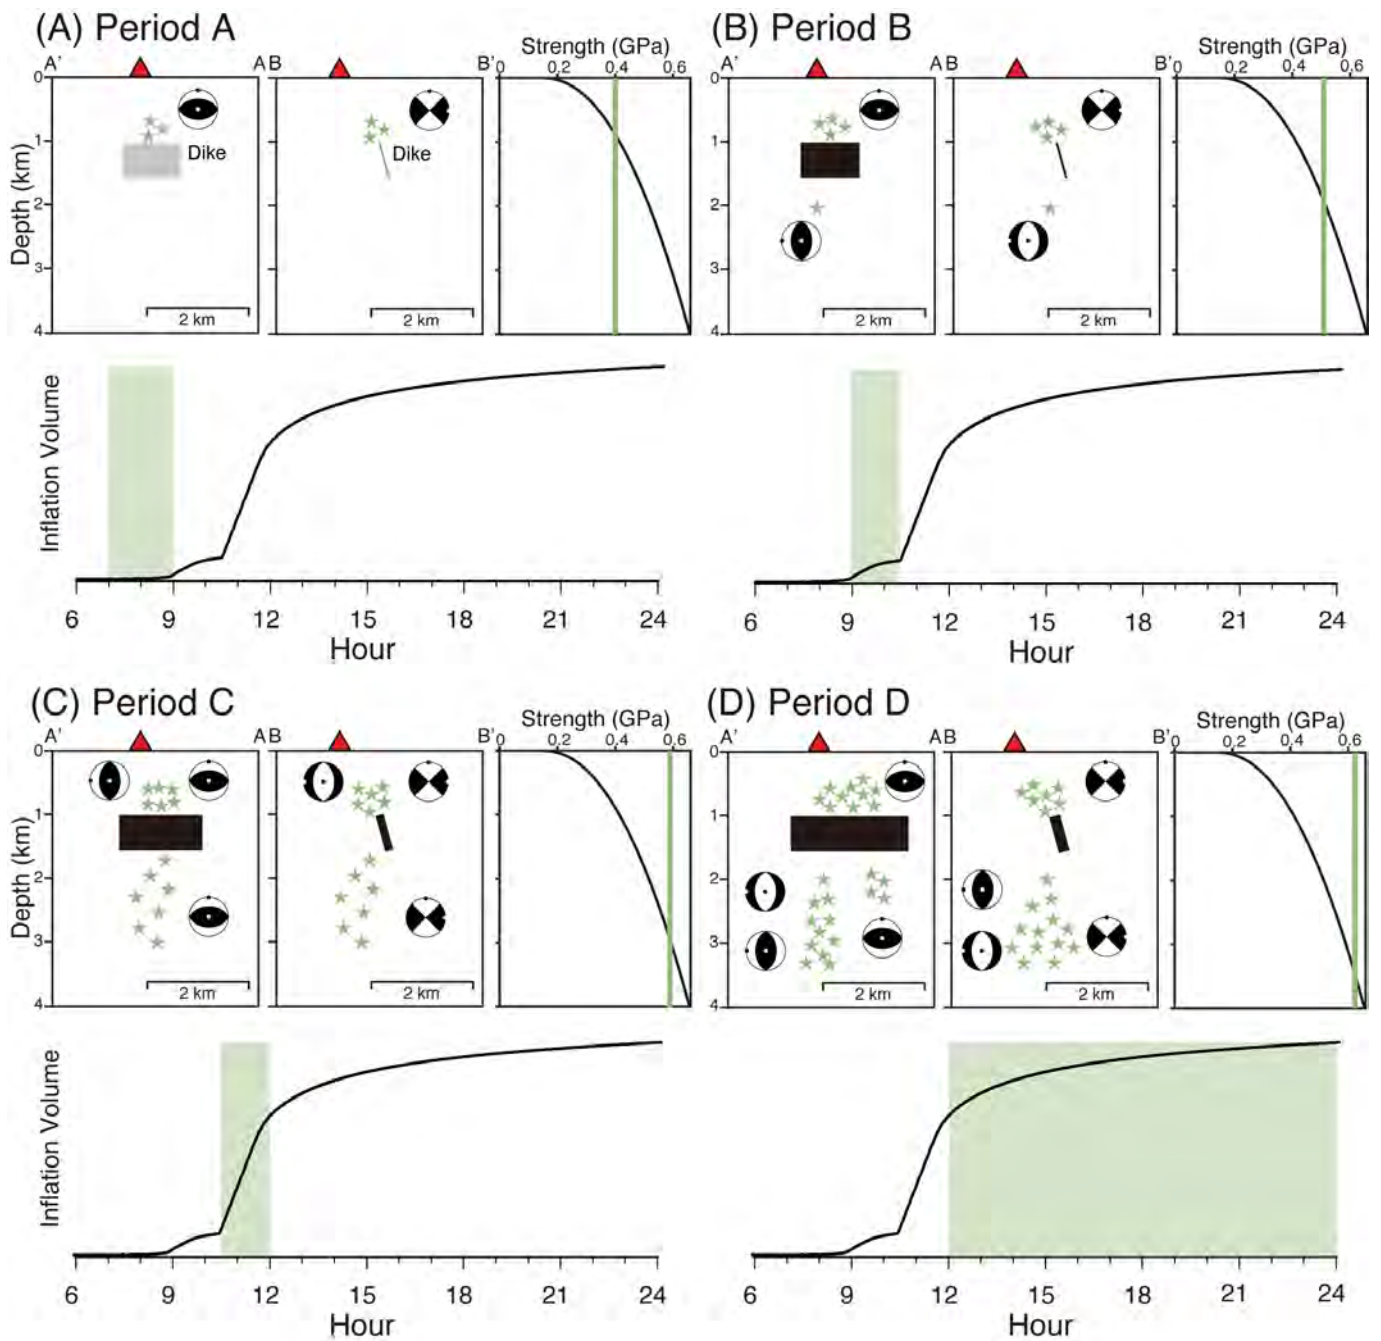 (A) Period A
Strength (GPa)
A' A B B' 0 0,2 0,4 0,6
0
1
2
3
4
Depth (km)
Dike
Dike
2 km
2 km
Inflation Volume
6 9 12 15 18 21 24
Hour
(B) Period B
Strength (GPa)
A' A B B' 0 0,2 0,4 0,6
0
1
2
3
4
2 km
2 km
6 9 12 15 18 21 24
Hour
(C) Period C
Strength (GPa)
A' A B B' 0 0,2 0,4 0,6
0
1
2
3
4
Depth (km)
2 km
2 km
Inflation Volume
6 9 12 15 18 21 24
Hour
(D) Period D
Strength (GPa)
A' A B B' 0 0,2 0,4 0,6
0
1
2
3
4
2 km
2 km
6 9 12 15 18 21 24
Hour